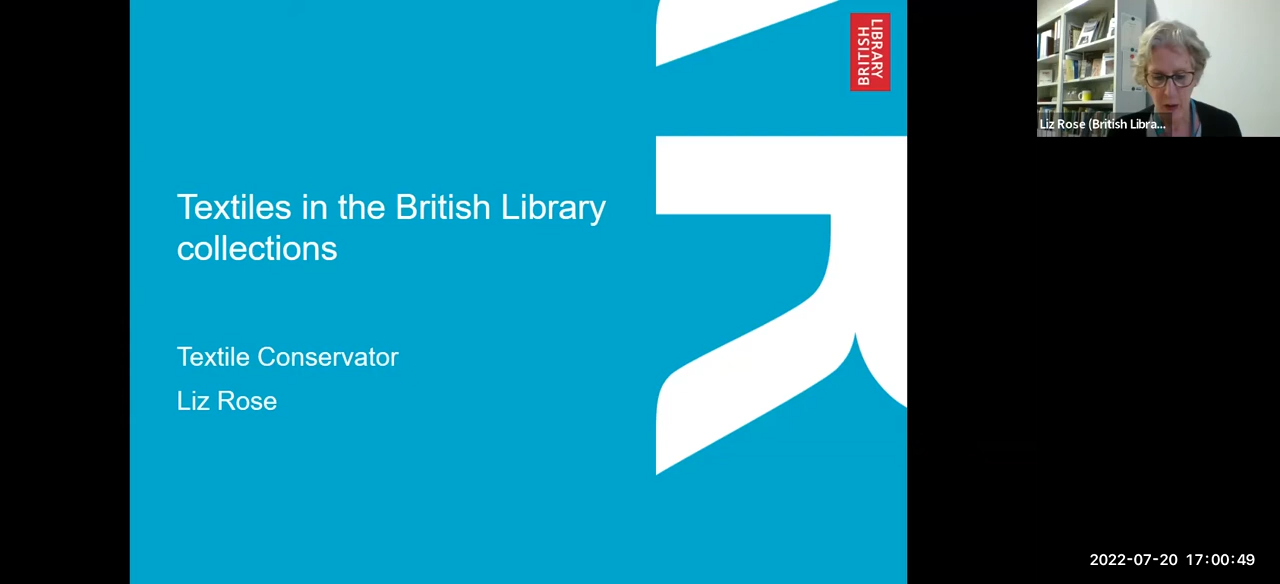 Textiles in the British Library
collections
Textile Conservator
Liz Rose
LIBRARY
BRITISH
Liz Rose (British Libra...
2022-07-20 17:00:49